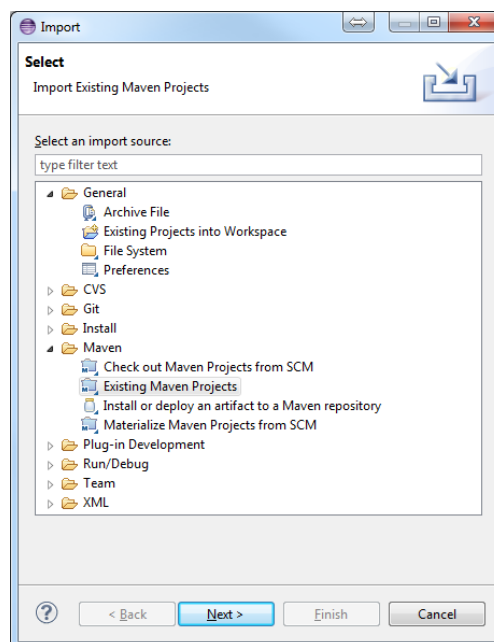 Import
Select
Import Existing Maven Projects
Select an import source:
type filter text
General
Archive File
Existing Projects into Workspace
File System
Preferences
CVS
Git
Install
Maven
Check out Maven Projects from SCM
Existing Maven Projects
Install or deploy an artifact to a Maven repository
Materialize Maven Projects from SCM
Plug-in Development
Run/Debug
Team
XML
? < Back Next > Finish Cancel